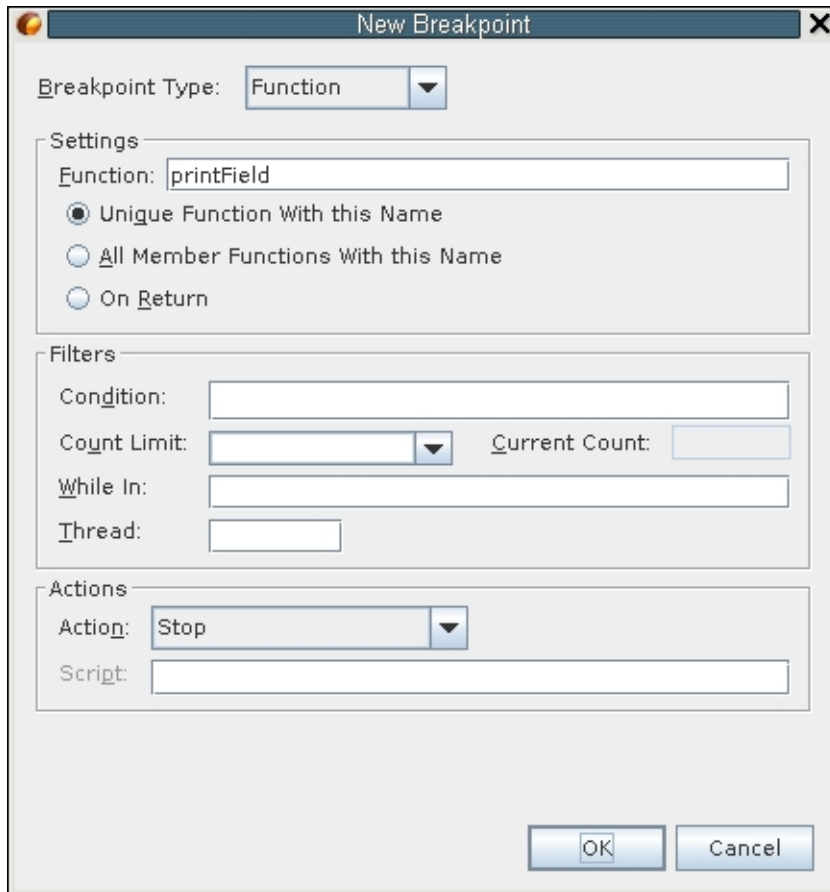 New Breakpoint
Breakpoint Type: Function
Settings
Function: printField
Unique Function With this Name
All Member Functions With this Name
On Return
Filters
Condition:
Count Limit: Current Count:
While In:
Thread:
Actions
Action: Stop
Script:
OK Cancel